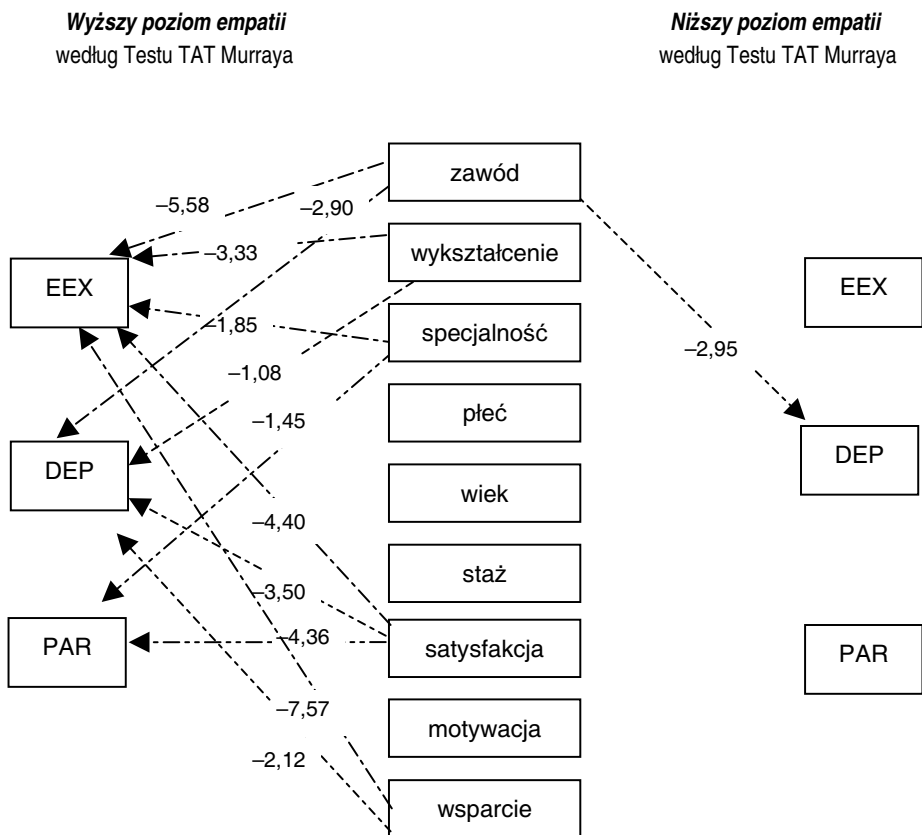 Wyższy poziom empatii
według Testu TAT Murraya
Niższy poziom empatii
według Testu TAT Murraya
zawód
–5,58
–2,90
wykształcenie
–3,33
EEX
EEX
specjalność
–1,85
–2,95
–1,08
płeć
–1,45
DEP
DEP
wiek
–4,40
staż
–3,50
satysfakcja
–4,36
PAR
PAR
–7,57
motywacja
–2,12
wsparcie